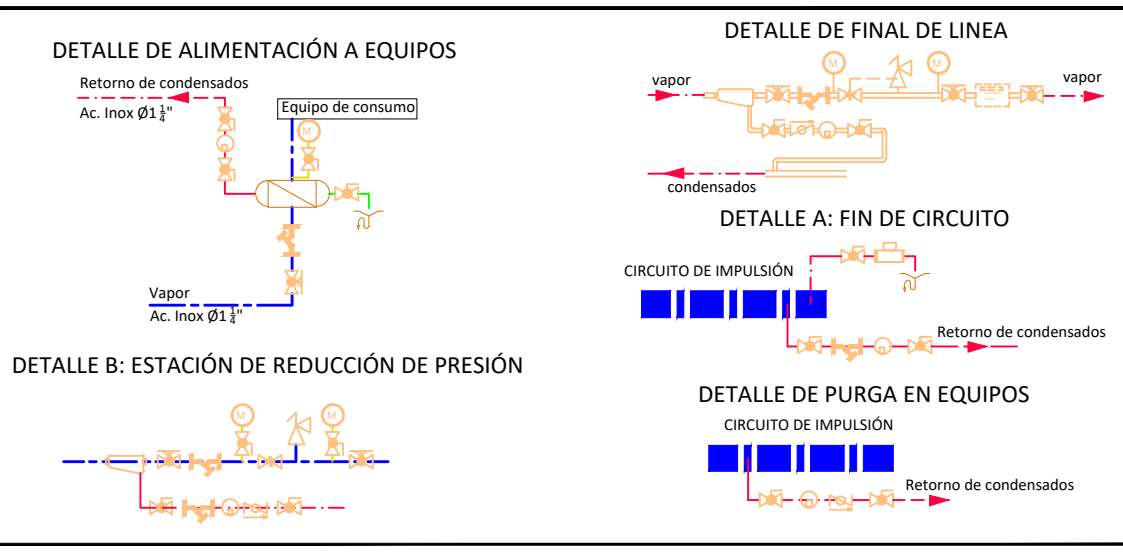 DETALLE DE ALIMENTACIÓN A EQUIPOS
Retorno de condensados
Ac. Inox Ø1 1/4"
Equipo de consumo
M
Vapor
Ac. Inox Ø1 1/4"
DETALLE B: ESTACIÓN DE REDUCCIÓN DE PRESIÓN
M
M
DETALLE DE FINAL DE LINEA
M
M
vapor
vapor
condensados
DETALLE A: FIN DE CIRCUITO
CIRCUITO DE IMPULSIÓN
Retorno de condensados
DETALLE DE PURGA EN EQUIPOS
CIRCUITO DE IMPULSIÓN
Retorno de condensados